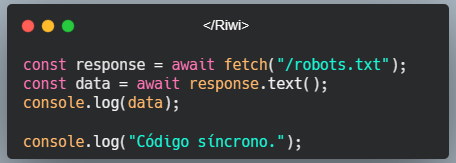 </Riwi>
const response = await fetch("/robots.txt");
const data = await response.text();
console.log(data);
console.log("Código síncrono.");